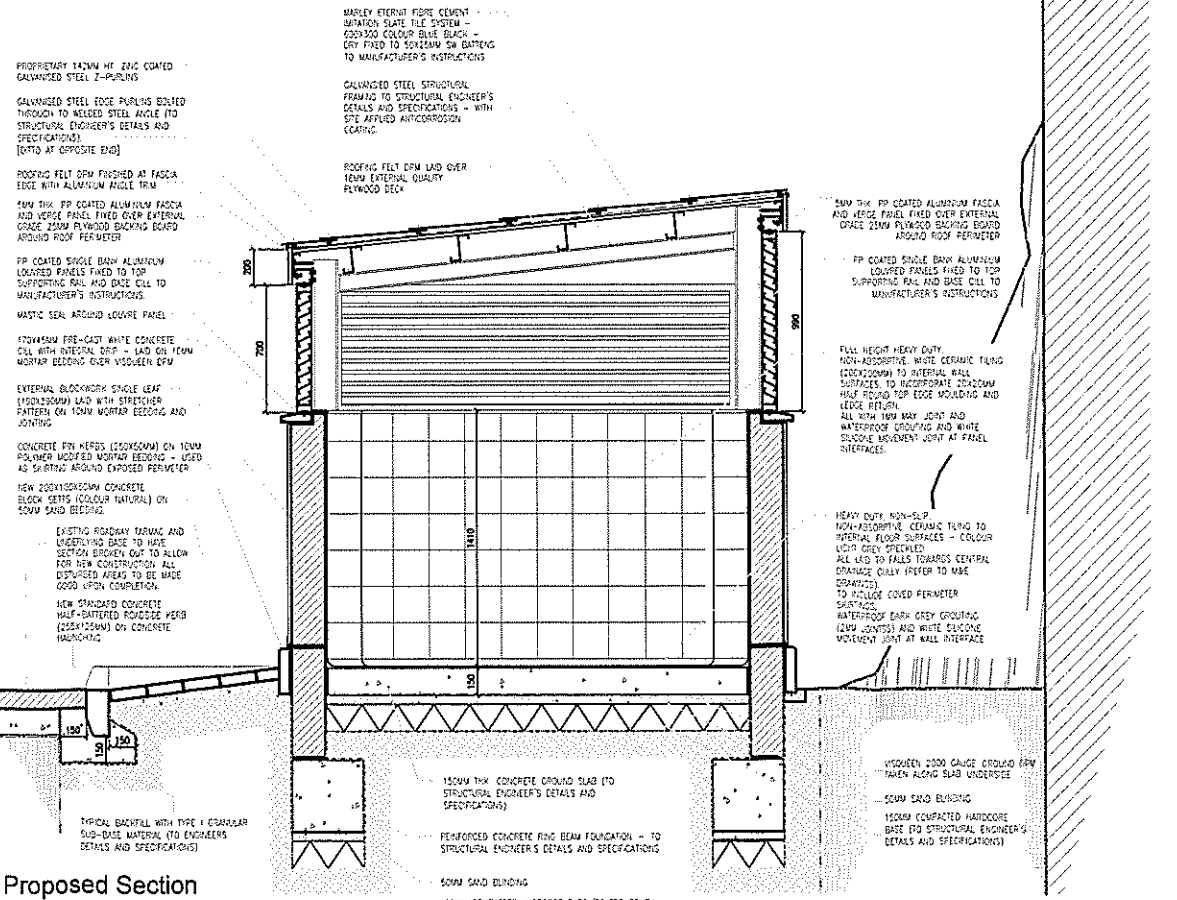 MARLEY ETERNIT FIBRE CEMENT
IMITATION SLATE TILE SYSTEM –
600X300 COLOUR BLUE BLACK –
DRY FIXED TO 50X25MM SW BATTENS
TO MANUFACTURER'S INSTRUCTIONS
GALVANISED STEEL STRUCTURAL
FRAMING TO STRUCTURAL ENGINEER'S
DETAILS AND SPECIFICATIONS – WITH
SITE APPLIED ANTICORROSION
COATING.
ROOFING FELT DPM LAID OVER
18MM EXTERNAL QUALITY
PLYWOOD DECK
PROPRIETARY 142MM HT ZINC COATED
GALVANISED STEEL Z-PURLINS
GALVANISED STEEL EDGE PURLINS BOLTED
THROUGH TO WELDED STEEL ANGLE (TO
STRUCTURAL ENGINEER'S DETAILS AND
SPECIFICATIONS).
[DITTO AT OPPOSITE END]
ROOFING FELT DPM FINISHED AT FASCIA
EDGE WITH ALUMINIUM ANGLE TRIM
5MM THK PP COATED ALUMINIUM FASCIA
AND VERGE PANEL FIXED OVER EXTERNAL
GRADE 25MM PLYWOOD BACKING BOARD
AROUND ROOF PERIMETER
PP COATED SINGLE BANK ALUMINIUM
LOUVRED PANELS FIXED TO TOP
SUPPORTING RAIL AND BASE CILL TO
MANUFACTURER'S INSTRUCTIONS.
MASTIC SEAL AROUND LOUVRE PANEL
170X45MM PRE-CAST WHITE CONCRETE
CILL WITH INTEGRAL DRIP – LAID ON 10MM
MORTAR BEDDING OVER VISQUEEN DPM
EXTERNAL BLOCKWORK SINGLE LEAF
LAID WITH STRETCHER
PATTERN ON 10MM MORTAR BEDDING AND
JOINTING
CONCRETE PIN KERBS (250X50MM) ON 10MM
POLYMER MODIFIED MORTAR BEDDING – USED
AS SKIRTING AROUND EXPOSED PERIMETER
NEW 200X100X50MM CONCRETE
BLOCK SETTS (COLOUR NATURAL) ON
50MM SAND BEDDING.
EXISTING ROADWAY TARMAC AND
UNDERLYING BASE TO HAVE
SECTION BROKEN OUT TO ALLOW
FOR NEW CONSTRUCTION. ALL
DISTURBED AREAS TO BE MADE
GOOD UPON COMPLETION.
NEW STANDARD CONCRETE
HALF-BATTERED ROADSIDE KERB
(255X125MM) ON CONCRETE
HAUNCHING
200
700
990
1410
150
150
150
150
5MM THK PP COATED ALUMINIUM FASCIA
AND VERGE PANEL FIXED OVER EXTERNAL
GRADE 25MM PLYWOOD BACKING BOARD
AROUND ROOF PERIMETER
PP COATED SINGLE BANK ALUMINIUM
LOUVRED PANELS FIXED TO TOP
SUPPORTING RAIL AND BASE CILL TO
MANUFACTURER'S INSTRUCTIONS
FULL HEIGHT HEAVY DUTY,
NON-ABSORPTIVE, WHITE CERAMIC TILING
(200X200MM) TO INTERNAL WALL
SURFACES. TO INCORPORATE 20X20MM
HALF ROUND TOP EDGE MOULDING AND
LEDGE RETURN.
ALL WITH 1MM MAX JOINT AND
WATERPROOF GROUTING AND WHITE
SILICONE MOVEMENT JOINT AT PANEL
INTERFACES.
HEAVY DUTY, NON-SLIP,
NON-ABSORPTIVE CERAMIC TILING TO
INTERNAL FLOOR SURFACES – COLOUR
LIGHT GREY SPECKLED
ALL LAID TO FALLS TOWARDS CENTRAL
DRAINAGE GULLY (REFER TO M&E
DRAWINGS).
TO INCLUDE COVED PERIMETER
SKIRTINGS.
WATERPROOF DARK GREY GROUTING
(2MM JOINTSS) AND WHITE SILICONE
MOVEMENT JOINT AT WALL INTERFACE
VISQUEEN 2000 GAUGE GROUND DPM
TAKEN ALONG SLAB UNDERSIDE
50MM SAND BLINDING
150MM COMPACTED HARDCORE
BASE (TO STRUCTURAL ENGINEER'S
DETAILS AND SPECIFICATIONS)
150MM THK CONCRETE GROUND SLAB (TO
STRUCTURAL ENGINEER'S DETAILS AND
SPECIFICATIONS)
REINFORCED CONCRETE RING BEAM FOUNDATION – TO
STRUCTURAL ENGINEER'S DETAILS AND SPECIFICATIONS
50MM SAND BLINDING
TYPICAL BACKFILL WITH TYPE 1 GRANULAR
SUB-BASE MATERIAL (TO ENGINEERS
DETAILS AND SPECIFICATIONS)
Proposed Section